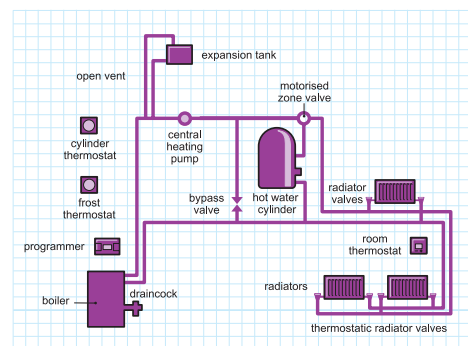 expansion tank
open vent
motorised
zone valve
central
heating
pump
cylinder
thermostat
frost
thermostat
bypass
valve
hot water
cylinder
radiator
valves
programmer
room
thermostat
boiler
draincock
radiators
thermostatic radiator valves